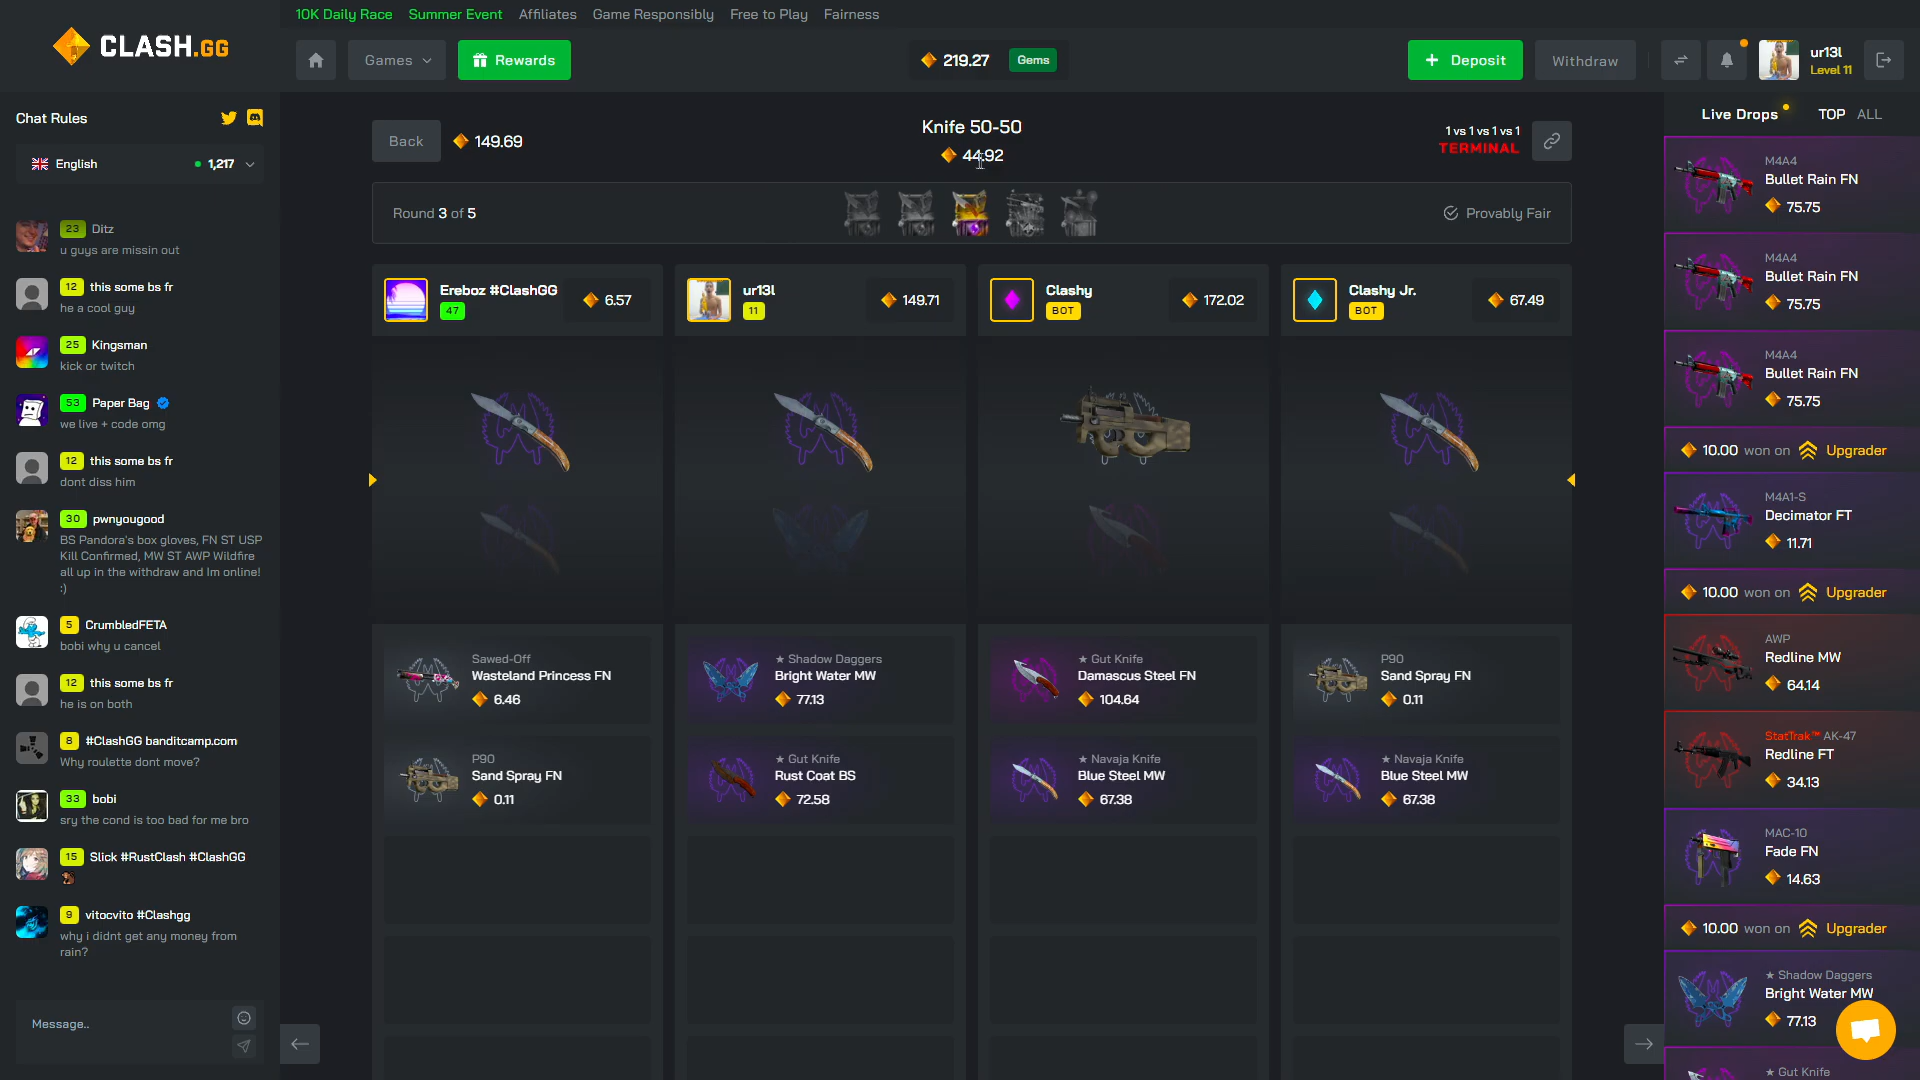 10K Daily Race Summer Event Affiliates Game Responsibly Free to Play Fairness
CLASH.GG
Games
Rewards
219.27 Gems
Deposit
Withdraw
ur13l
Level 11
Chat Rules
English 1,217
23 Ditz
u guys are missin out
12 this some bs fr
he a cool guy
25 Kingsman
kick or twitch
53 Paper Bag
we live + code omg
12 this some bs fr
dont diss him
30 pwnyougood
BS Pandora's box gloves, FN ST USP
Kill Confirmed, MW ST AWP Wildfire
all up in the withdraw and Im online!
:)
5 CrumbledFETA
bobi why u cancel
12 this some bs fr
he is on both
8 #ClashGG banditcamp.com
Why roulette dont move?
33 bobi
sry the cond is too bad for me bro
15 Slick #RustClash #ClashGG
9 vitocvito #Clashgg
why i didnt get any money from
rain?
Message..
Back
149.69
Knife 50-50
44.92
1 vs 1 vs 1 vs 1
TERMINAL
Round 3 of 5
Provably Fair
Ereboz #ClashGG
47
6.57
ur13l
11
149.71
Clashy
BOT
172.02
Clashy Jr.
BOT
67.49
Sawed-Off
Wasteland Princess FN
6.46
★ Shadow Daggers
Bright Water MW
77.13
★ Gut Knife
Damascus Steel FN
104.64
P90
Sand Spray FN
0.11
P90
Sand Spray FN
0.11
★ Gut Knife
Rust Coat BS
72.58
★ Navaja Knife
Blue Steel MW
67.38
★ Navaja Knife
Blue Steel MW
67.38
Live Drops TOP ALL
M4A4
Bullet Rain FN
75.75
M4A4
Bullet Rain FN
75.75
M4A4
Bullet Rain FN
75.75
10.00 won on Upgrader
M4A1-S
Decimator FT
11.71
10.00 won on Upgrader
AWP
Redline MW
64.14
StatTrak™ AK-47
Redline FT
34.13
MAC-10
Fade FN
14.63
10.00 won on Upgrader
★ Shadow Daggers
Bright Water MW
77.13
★ Gut Knife